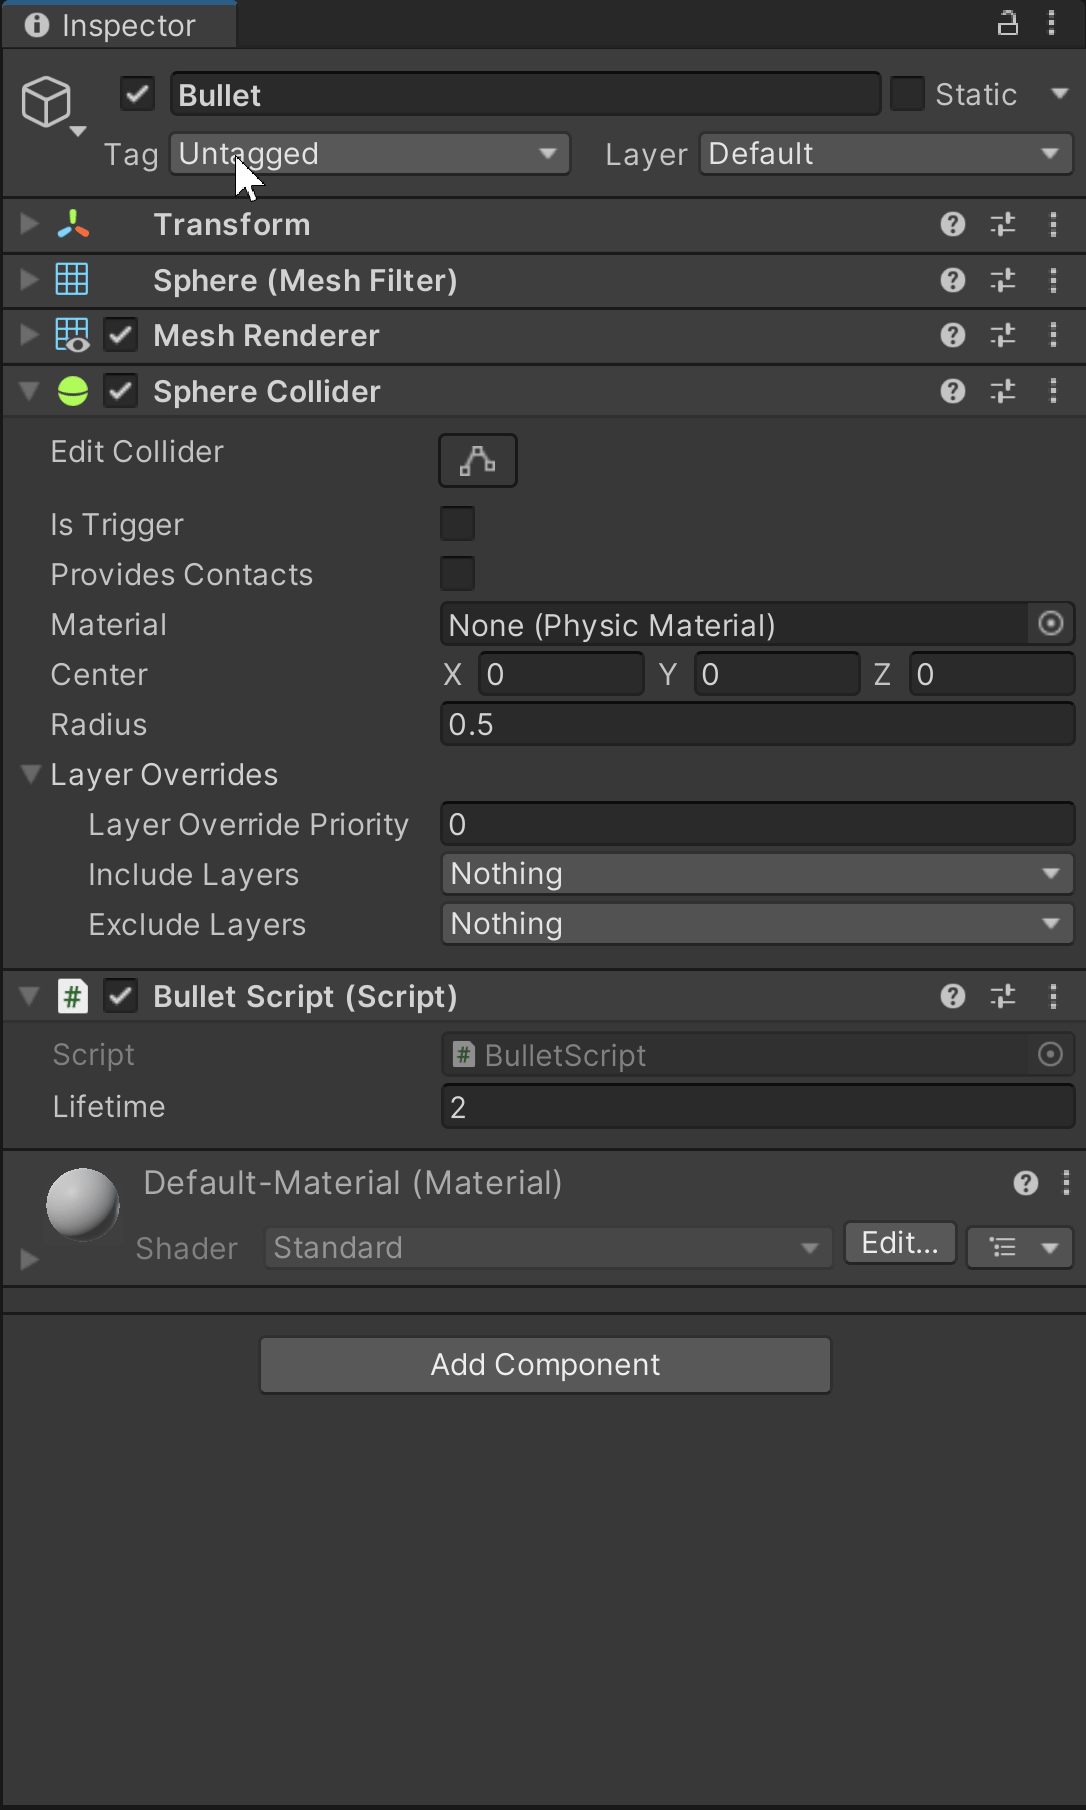 Inspector
Bullet Static
Tag Untagged Layer Default
Transform
Sphere (Mesh Filter)
Mesh Renderer
Sphere Collider
Edit Collider
Is Trigger
Provides Contacts
Material None (Physic Material)
Center X 0 Y 0 Z 0
Radius 0.5
Layer Overrides
Layer Override Priority 0
Include Layers Nothing
Exclude Layers Nothing
# Bullet Script (Script)
Script # BulletScript
Lifetime 2
Default-Material (Material)
Shader Standard Edit...
Add Component